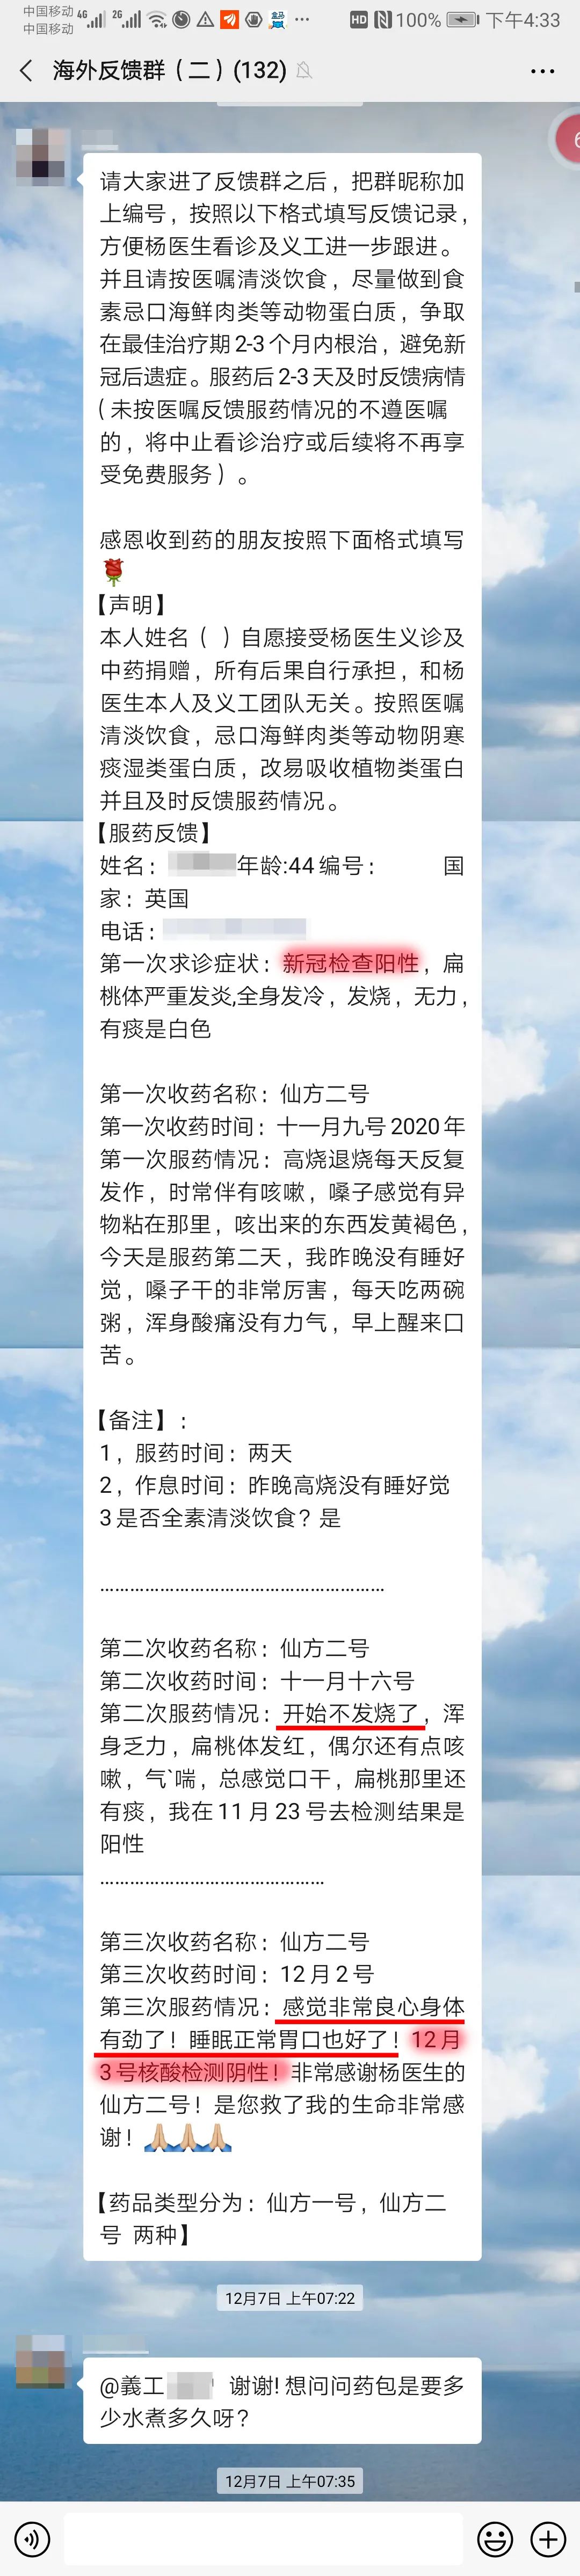 中国移动 4G 2G HD 100% 下午4:33
中国移动
海外反馈群（二）(132)
6
请大家进了反馈群之后，把群昵称加
上编号，按照以下格式填写反馈记录，
方便杨医生看诊及义工进一步跟进。
并且请按医嘱清淡饮食，尽量做到食
素忌口海鲜肉类等动物蛋白质，争取
在最佳治疗期2-3个月内根治，避免新
冠后遗症。服药后2-3天及时反馈病情
（未按医嘱反馈服药情况的不遵医嘱
的，将中止看诊治疗或后续将不再享
受免费服务）。
感恩收到药的朋友按照下面格式填写
🌹
【声明】
本人姓名（ ）自愿接受杨医生义诊及
中药捐赠，所有后果自行承担，和杨
医生本人及义工团队无关。按照医嘱
清淡饮食，忌口海鲜肉类等动物阴寒
痰湿类蛋白质，改易吸收植物类蛋白
并且及时反馈服药情况。
【服药反馈】
姓名： 年龄:44编号： 国
家：英国
电话：
第一次求诊症状：新冠检查阳性，扁
桃体严重发炎,全身发冷，发烧，无力，
有痰是白色
第一次收药名称：仙方二号
第一次收药时间：十一月九号2020年
第一次服药情况：高烧退烧每天反复
发作，时常伴有咳嗽，嗓子感觉有异
物粘在那里，咳出来的东西发黄褐色，
今天是服药第二天，我昨晚没有睡好
觉，嗓子干的非常厉害，每天吃两碗
粥，浑身酸痛没有力气，早上醒来口
苦。
【备注】：
1，服药时间：两天
2，作息时间：昨晚高烧没有睡好觉
3是否全素清淡饮食？是
………………………………………………
第二次收药名称：仙方二号
第二次收药时间：十一月十六号
第二次服药情况：开始不发烧了，浑
身乏力，扁桃体发红，偶尔还有点咳
嗽，气`喘，总感觉口干，扁桃那里还
有痰，我在11月23号去检测结果是
阳性
……………………………………
第三次收药名称：仙方二号
第三次收药时间：12月2号
第三次服药情况：感觉非常良心身体
有劲了！睡眠正常胃口也好了！12月
3号核酸检测阴性！非常感谢杨医生的
仙方二号！是您救了我的生命非常感
谢！🙏🙏🙏
【药品类型分为：仙方一号，仙方二
号 两种】
12月7日 上午07:22
@義工 谢谢! 想问问药包是要多
少水煮多久呀?
12月7日 上午07:35